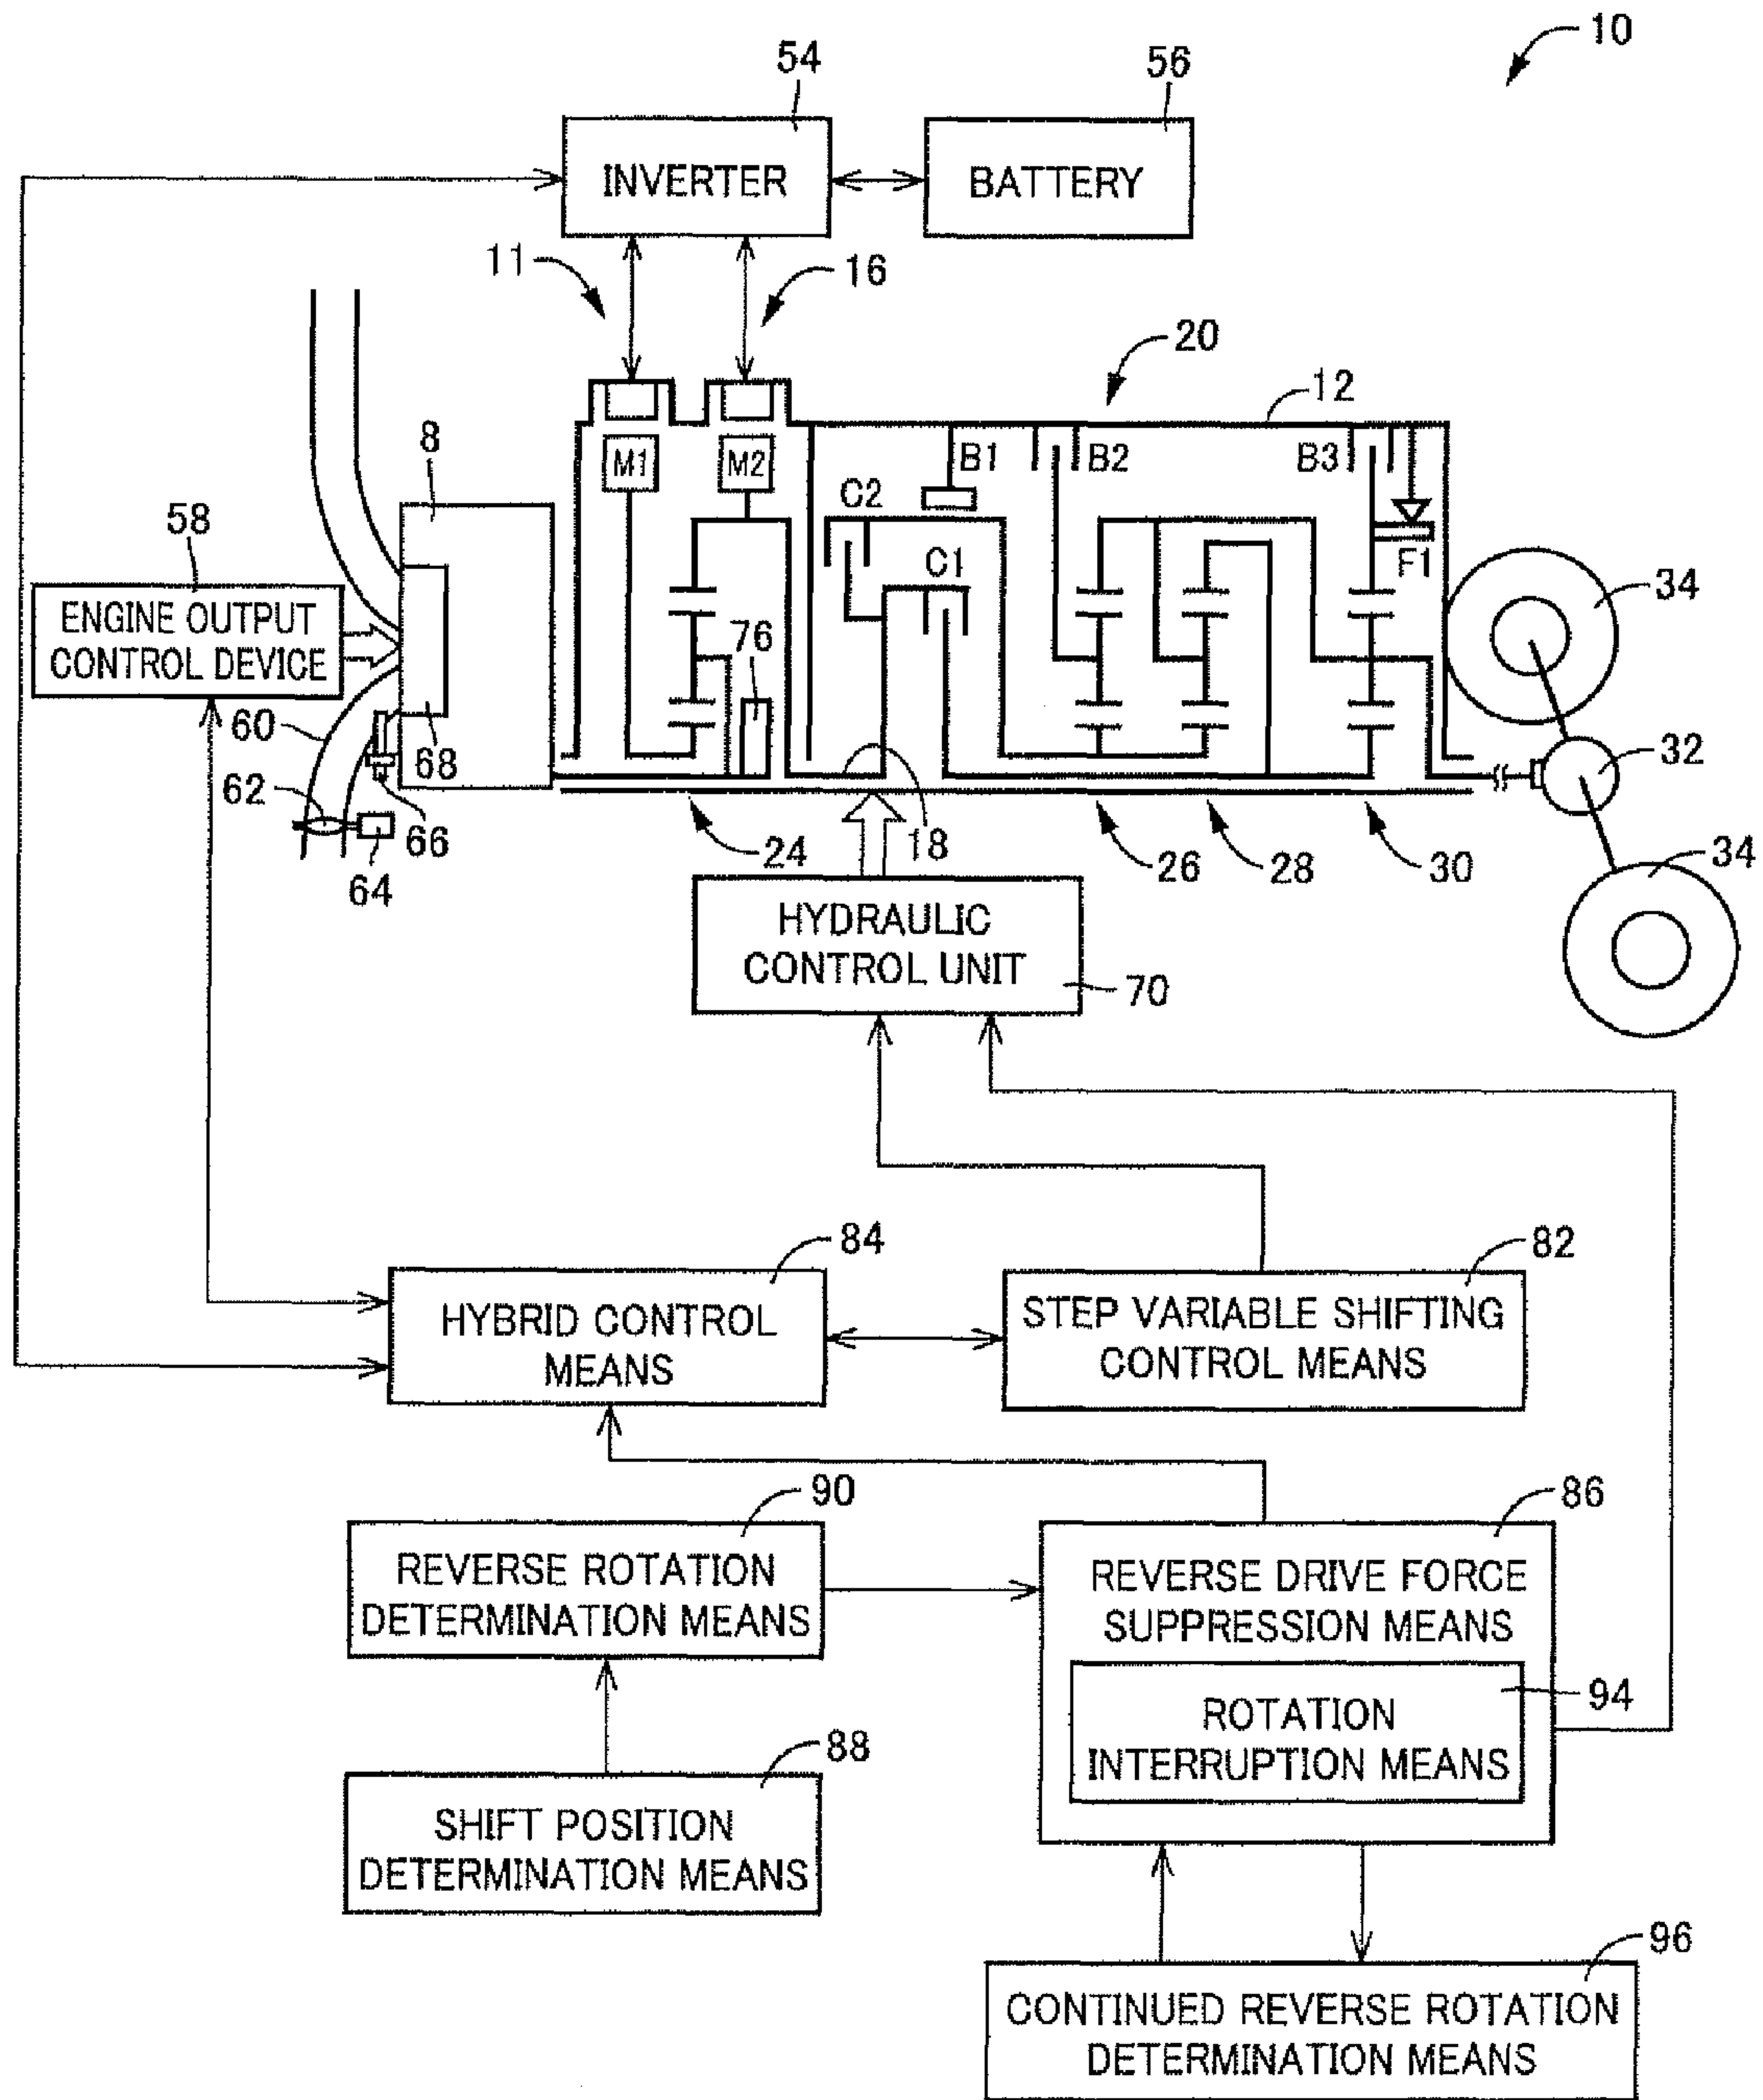 10
54
56
INVERTER
BATTERY
11
16
20
12
8
M1
M2
B1
B2
B3
C2
C1
F1
58
ENGINE OUTPUT
CONTROL DEVICE
34
76
60
68
32
62
66
18
64
24
26
28
30
34
HYDRAULIC
CONTROL UNIT
70
84
82
HYBRID CONTROL
MEANS
STEP VARIABLE SHIFTING
CONTROL MEANS
90
86
REVERSE ROTATION
DETERMINATION MEANS
REVERSE DRIVE FORCE
SUPPRESSION MEANS
94
ROTATION
INTERRUPTION MEANS
88
SHIFT POSITION
DETERMINATION MEANS
96
CONTINUED REVERSE ROTATION
DETERMINATION MEANS